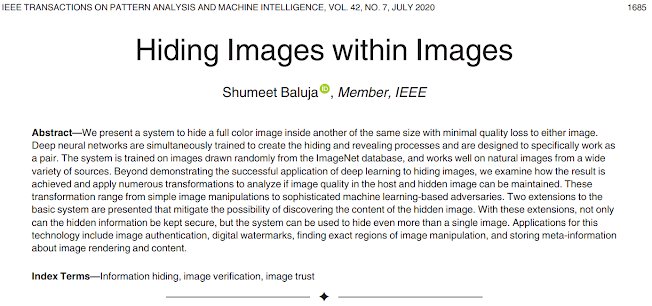 IEEE TRANSACTIONS ON PATTERN ANALYSIS AND MACHINE INTELLIGENCE, VOL. 42, NO. 7, JULY 2020 1685
Hiding Images within Images
Shumeet Baluja iD, Member, IEEE
Abstract—We present a system to hide a full color image inside another of the same size with minimal quality loss to either image.
Deep neural networks are simultaneously trained to create the hiding and revealing processes and are designed to specifically work as
a pair. The system is trained on images drawn randomly from the ImageNet database, and works well on natural images from a wide
variety of sources. Beyond demonstrating the successful application of deep learning to hiding images, we examine how the result is
achieved and apply numerous transformations to analyze if image quality in the host and hidden image can be maintained. These
transformation range from simple image manipulations to sophisticated machine learning-based adversaries. Two extensions to the
basic system are presented that mitigate the possibility of discovering the content of the hidden image. With these extensions, not only
can the hidden information be kept secure, but the system can be used to hide even more than a single image. Applications for this
technology include image authentication, digital watermarks, finding exact regions of image manipulation, and storing meta-information
about image rendering and content.
Index Terms—Information hiding, image verification, image trust